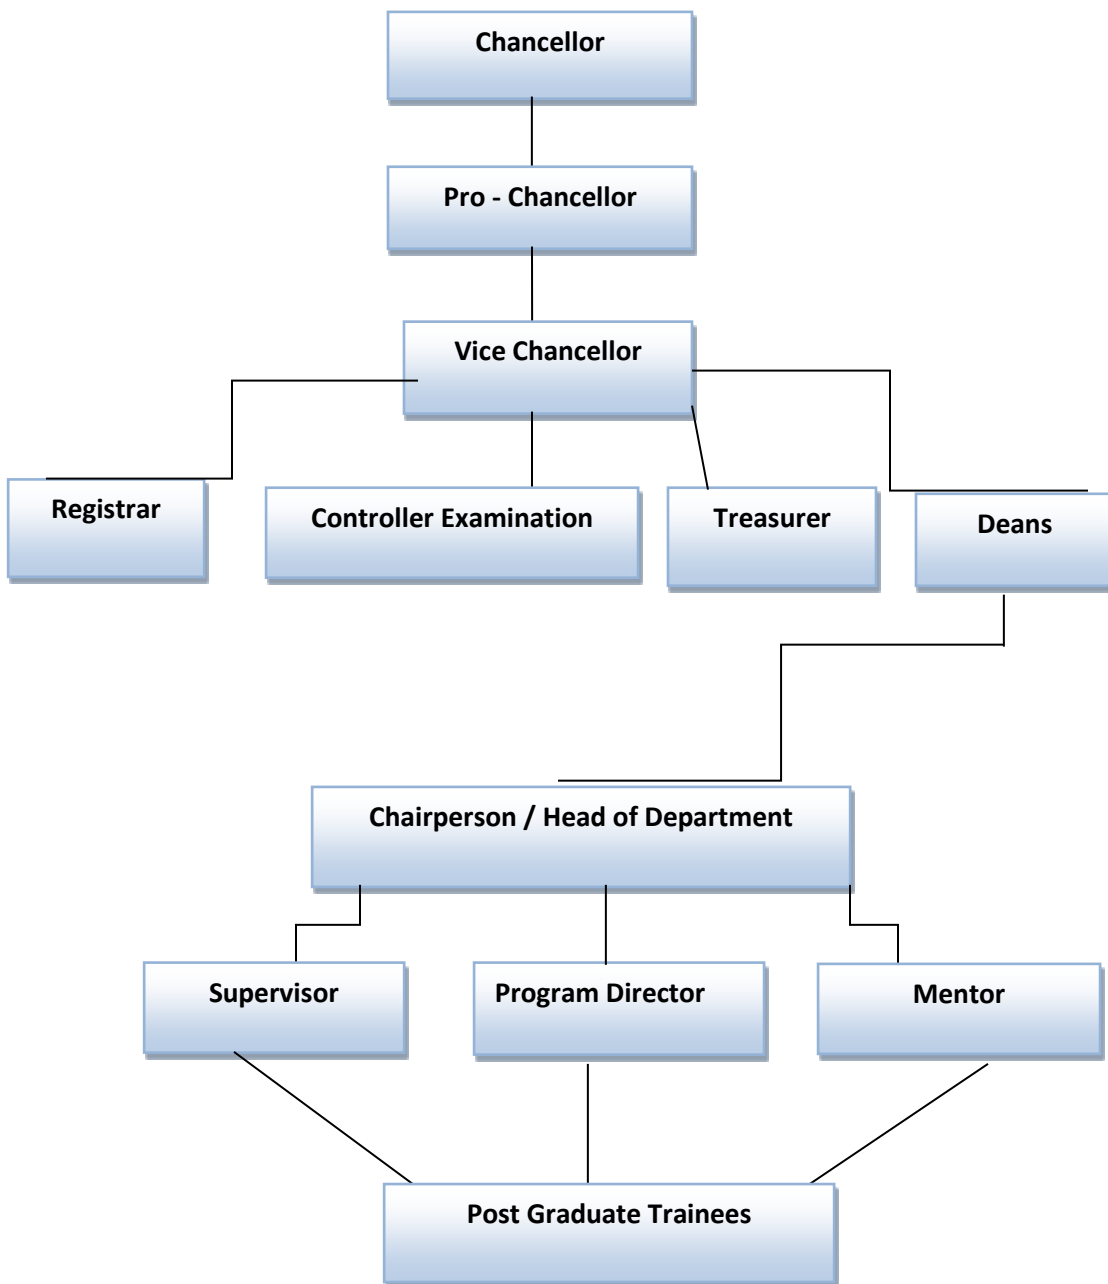 Chancellor
Pro - Chancellor
Vice Chancellor
Registrar
Controller Examination
Treasurer
Deans
Chairperson / Head of Department
Supervisor
Program Director
Mentor
Post Graduate Trainees